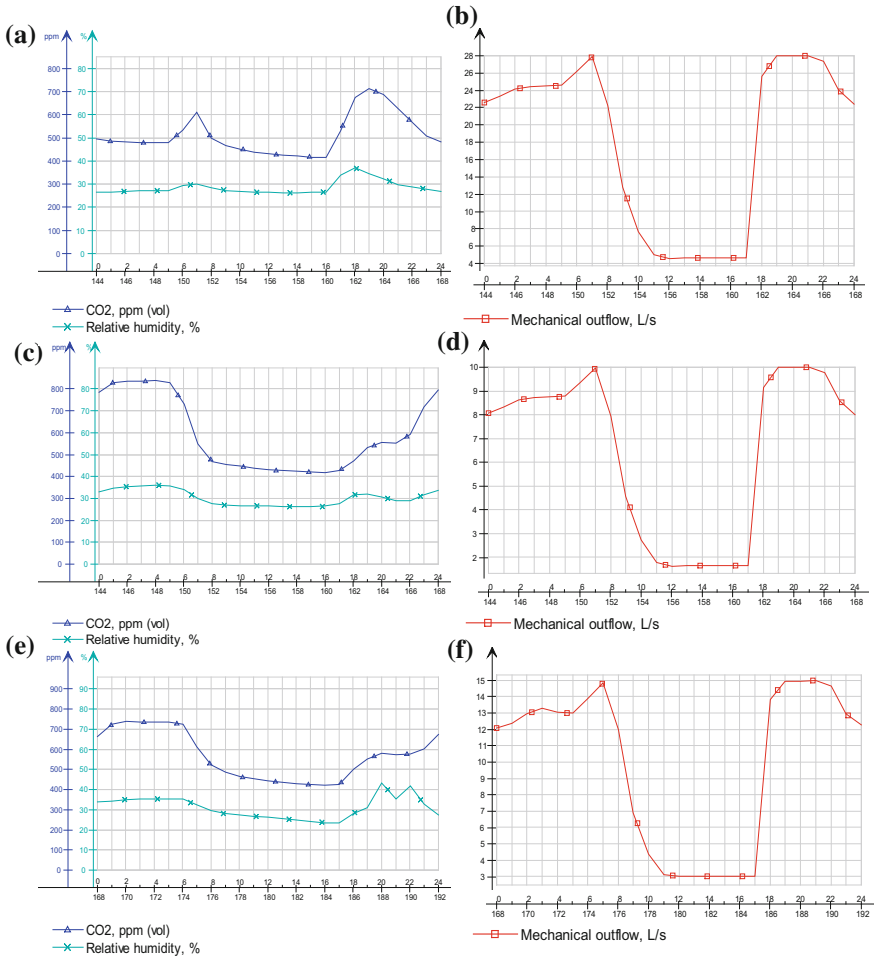 (a)
ppm %
800 80
700 70
600 60
500 50
400 40
300 30
200 20
100 10
0 0
0 2 4 6 8 10 12 14 16 18 20 22 24
144 146 148 150 152 154 156 158 160 162 164 166 168
CO2, ppm (vol)
Relative humidity, %
(b)
28
26
24
22
20
18
16
14
12
10
8
6
4
0 2 4 6 8 10 12 14 16 18 20 22 24
144 146 148 150 152 154 156 158 160 162 164 166 168
Mechanical outflow, L/s
(c)
ppm %
800 80
700 70
600 60
500 50
400 40
300 30
200 20
100 10
0 0
0 2 4 6 8 10 12 14 16 18 20 22 24
144 146 148 150 152 154 156 158 160 162 164 166 168
CO2, ppm (vol)
Relative humidity, %
(d)
10
9
8
7
6
5
4
3
2
0 2 4 6 8 10 12 14 16 18 20 22 24
144 146 148 150 152 154 156 158 160 162 164 166 168
Mechanical outflow, L/s
(e)
ppm %
900 90
800 80
700 70
600 60
500 50
400 40
300 30
200 20
100 10
0 0
0 2 4 6 8 10 12 14 16 18 20 22 24
168 170 172 174 176 178 180 182 184 186 188 190 192
CO2, ppm (vol)
Relative humidity, %
(f)
15
14
13
12
11
10
9
8
7
6
5
4
3
0 2 4 6 8 10 12 14 16 18 20 22 24
168 170 172 174 176 178 180 182 184 186 188 190 192
Mechanical outflow, L/s